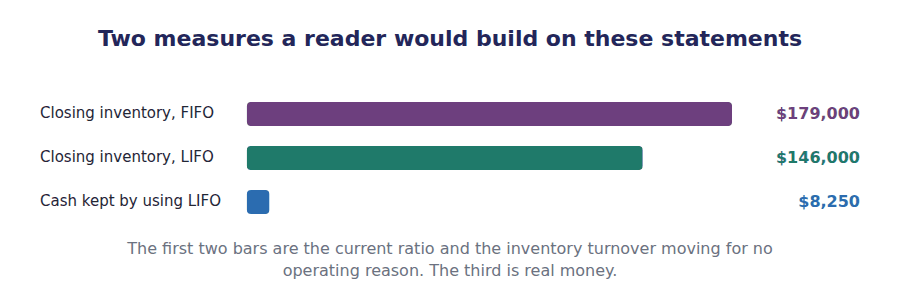 Two measures a reader would build on these statements
Closing inventory, FIFO $179,000
Closing inventory, LIFO $146,000
Cash kept by using LIFO $8,250
The first two bars are the current ratio and the inventory turnover moving for no
operating reason. The third is real money.